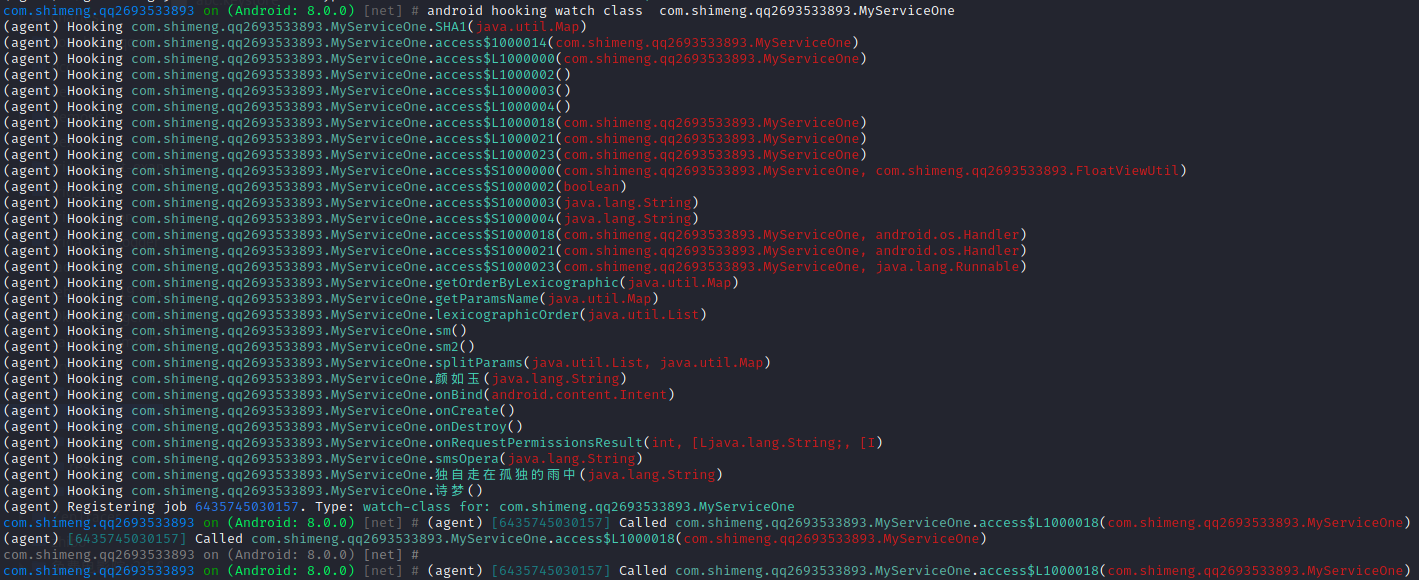 com.shimeng.qq2693533893 on (Android: 8.0.0) [net] # android hooking watch class  com.shimeng.qq2693533893.MyServiceOne
(agent) Hooking com.shimeng.qq2693533893.MyServiceOne.SHA1(java.util.Map)
(agent) Hooking com.shimeng.qq2693533893.MyServiceOne.access$1000014(com.shimeng.qq2693533893.MyServiceOne)
(agent) Hooking com.shimeng.qq2693533893.MyServiceOne.access$L1000000(com.shimeng.qq2693533893.MyServiceOne)
(agent) Hooking com.shimeng.qq2693533893.MyServiceOne.access$L1000002()
(agent) Hooking com.shimeng.qq2693533893.MyServiceOne.access$L1000003()
(agent) Hooking com.shimeng.qq2693533893.MyServiceOne.access$L1000004()
(agent) Hooking com.shimeng.qq2693533893.MyServiceOne.access$L1000018(com.shimeng.qq2693533893.MyServiceOne)
(agent) Hooking com.shimeng.qq2693533893.MyServiceOne.access$L1000021(com.shimeng.qq2693533893.MyServiceOne)
(agent) Hooking com.shimeng.qq2693533893.MyServiceOne.access$L1000023(com.shimeng.qq2693533893.MyServiceOne)
(agent) Hooking com.shimeng.qq2693533893.MyServiceOne.access$S1000000(com.shimeng.qq2693533893.MyServiceOne, com.shimeng.qq2693533893.FloatViewUtil)
(agent) Hooking com.shimeng.qq2693533893.MyServiceOne.access$S1000002(boolean)
(agent) Hooking com.shimeng.qq2693533893.MyServiceOne.access$S1000003(java.lang.String)
(agent) Hooking com.shimeng.qq2693533893.MyServiceOne.access$S1000004(java.lang.String)
(agent) Hooking com.shimeng.qq2693533893.MyServiceOne.access$S1000018(com.shimeng.qq2693533893.MyServiceOne, android.os.Handler)
(agent) Hooking com.shimeng.qq2693533893.MyServiceOne.access$S1000021(com.shimeng.qq2693533893.MyServiceOne, android.os.Handler)
(agent) Hooking com.shimeng.qq2693533893.MyServiceOne.access$S1000023(com.shimeng.qq2693533893.MyServiceOne, java.lang.Runnable)
(agent) Hooking com.shimeng.qq2693533893.MyServiceOne.getOrderByLexicographic(java.util.Map)
(agent) Hooking com.shimeng.qq2693533893.MyServiceOne.getParamsName(java.util.Map)
(agent) Hooking com.shimeng.qq2693533893.MyServiceOne.lexicographicOrder(java.util.List)
(agent) Hooking com.shimeng.qq2693533893.MyServiceOne.sm()
(agent) Hooking com.shimeng.qq2693533893.MyServiceOne.sm2()
(agent) Hooking com.shimeng.qq2693533893.MyServiceOne.splitParams(java.util.List, java.util.Map)
(agent) Hooking com.shimeng.qq2693533893.MyServiceOne.颜如玉(java.lang.String)
(agent) Hooking com.shimeng.qq2693533893.MyServiceOne.onBind(android.content.Intent)
(agent) Hooking com.shimeng.qq2693533893.MyServiceOne.onCreate()
(agent) Hooking com.shimeng.qq2693533893.MyServiceOne.onDestroy()
(agent) Hooking com.shimeng.qq2693533893.MyServiceOne.onRequestPermissionsResult(int, [Ljava.lang.String;, [I)
(agent) Hooking com.shimeng.qq2693533893.MyServiceOne.smsOpera(java.lang.String)
(agent) Hooking com.shimeng.qq2693533893.MyServiceOne.独自走在孤独的雨中(java.lang.String)
(agent) Hooking com.shimeng.qq2693533893.MyServiceOne.诗梦()
(agent) Registering job 6435745030157. Type: watch-class for: com.shimeng.qq2693533893.MyServiceOne
com.shimeng.qq2693533893 on (Android: 8.0.0) [net] # (agent) [6435745030157] Called com.shimeng.qq2693533893.MyServiceOne.access$L1000018(com.shimeng.qq2693533893.MyServiceOne)
(agent) [6435745030157] Called com.shimeng.qq2693533893.MyServiceOne.access$L1000018(com.shimeng.qq2693533893.MyServiceOne)
com.shimeng.qq2693533893 on (Android: 8.0.0) [net] #
com.shimeng.qq2693533893 on (Android: 8.0.0) [net] # (agent) [6435745030157] Called com.shimeng.qq2693533893.MyServiceOne.access$L1000018(com.shimeng.qq2693533893.MyServiceOne)